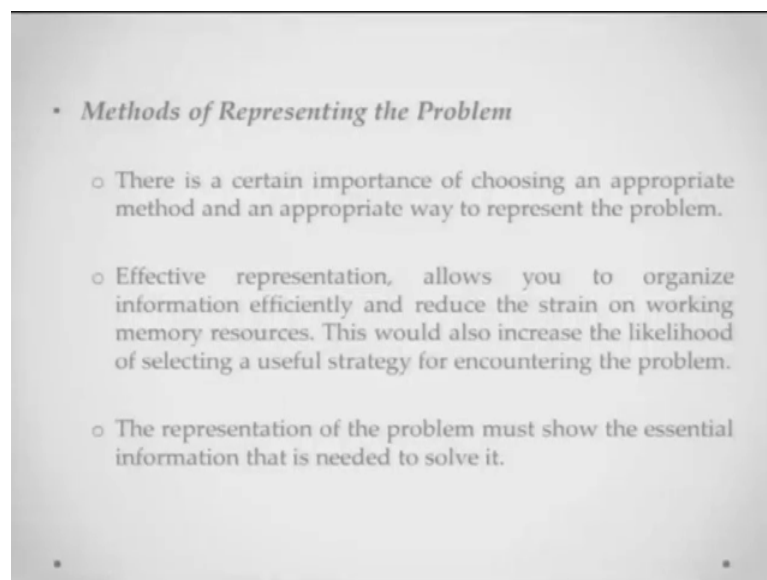 • Methods of Representing the Problem
o There is a certain importance of choosing an appropriate
method and an appropriate way to represent the problem.
o Effective representation, allows you to organize
information efficiently and reduce the strain on working
memory resources. This would also increase the likelihood
of selecting a useful strategy for encountering the problem.
o The representation of the problem must show the essential
information that is needed to solve it.